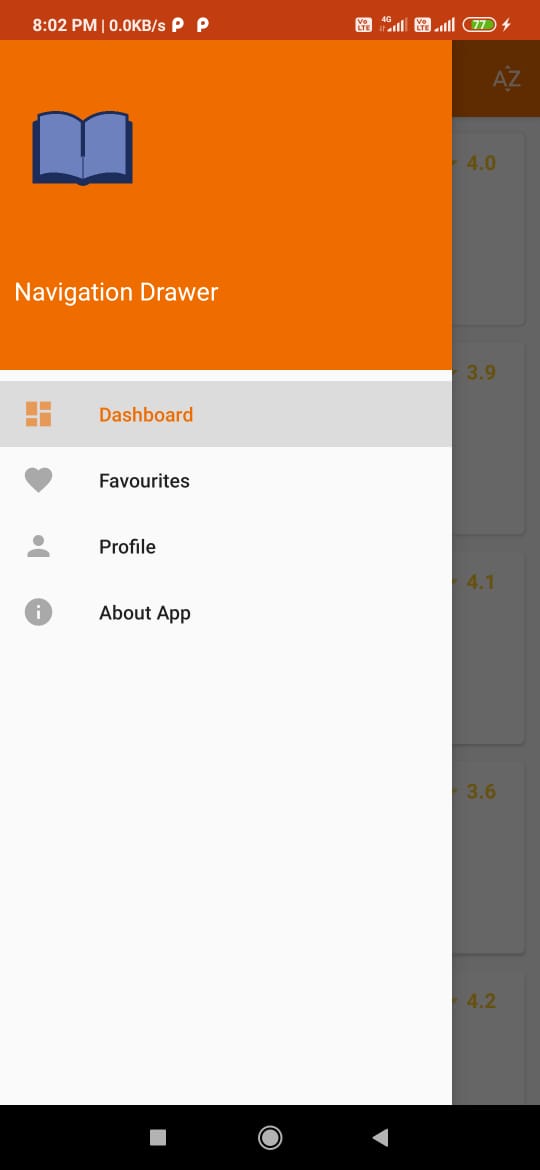 8:02 PM | 0.0KB/s
Vo LTE 4G Vo LTE 77
AZ
Navigation Drawer
Dashboard
Favourites
Profile
About App
4.0
3.9
4.1
3.6
4.2